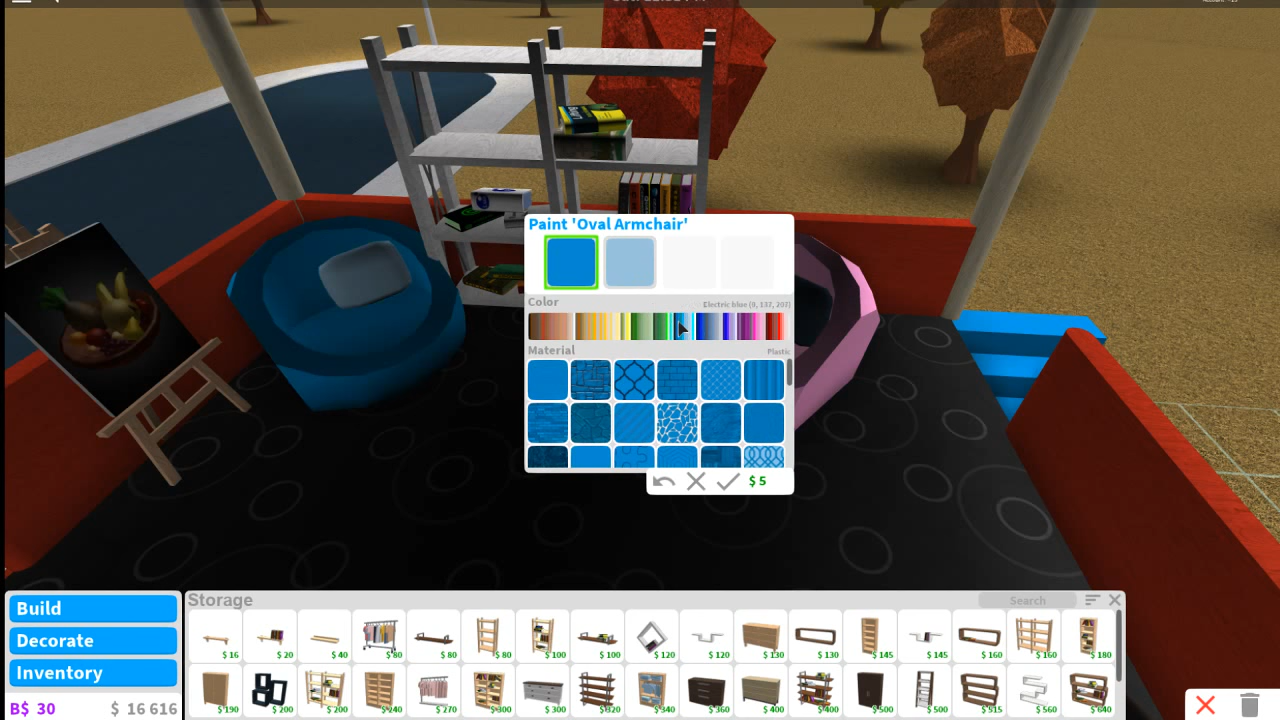 Paint 'Oval Armchair'
Color
Electric blue (0, 137, 207)
Material
Plastic
$ 5
Build
Decorate
Inventory
B$ 30
$ 16 616
Storage
Search
$ 16
$ 20
$ 40
$ 80
$ 80
$ 80
$ 100
$ 100
$ 120
$ 120
$ 130
$ 130
$ 145
$ 145
$ 160
$ 160
$ 180
$ 190
$ 200
$ 200
$ 240
$ 270
$ 300
$ 300
$ 320
$ 340
$ 360
$ 400
$ 400
$ 500
$ 500
$ 515
$ 560
$ 640